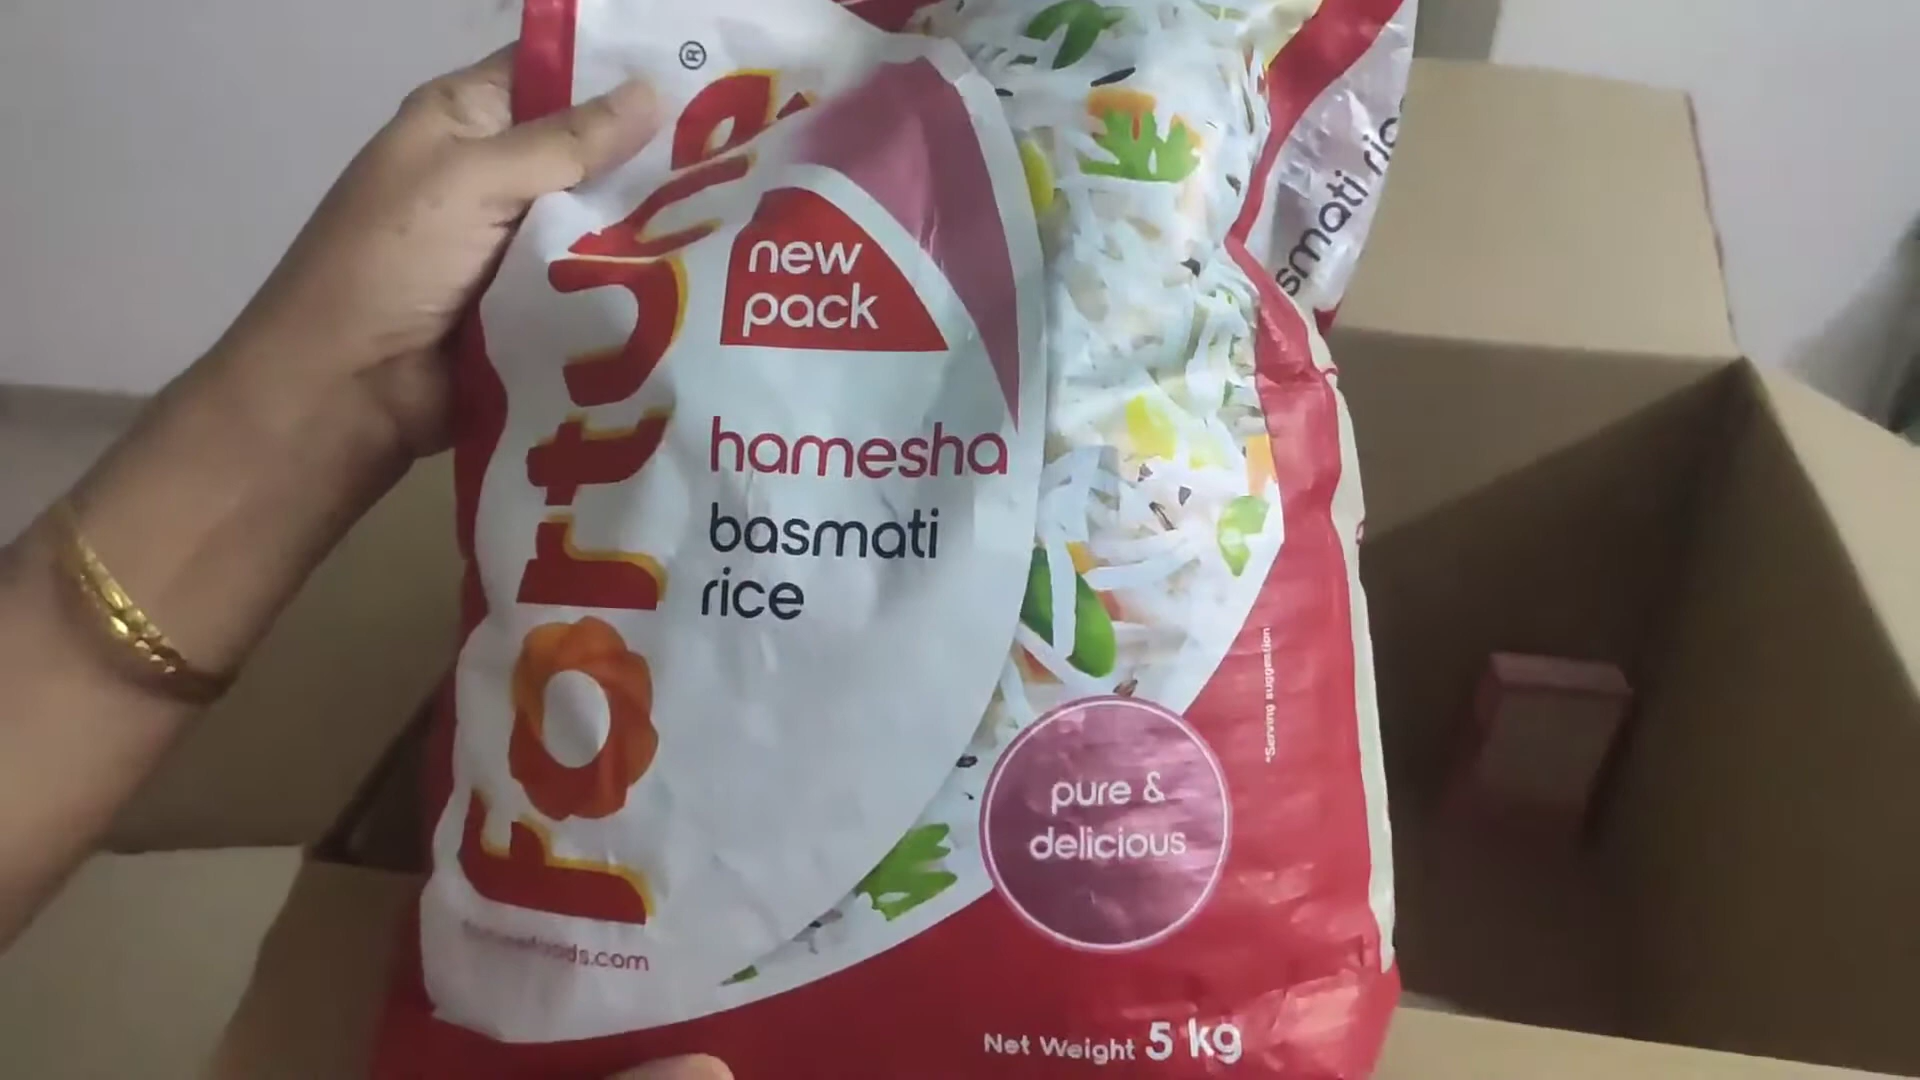 fortune®
new
pack
hamesha
basmati
rice
pure &
delicious
*Serving suggestion
Net Weight 5 kg